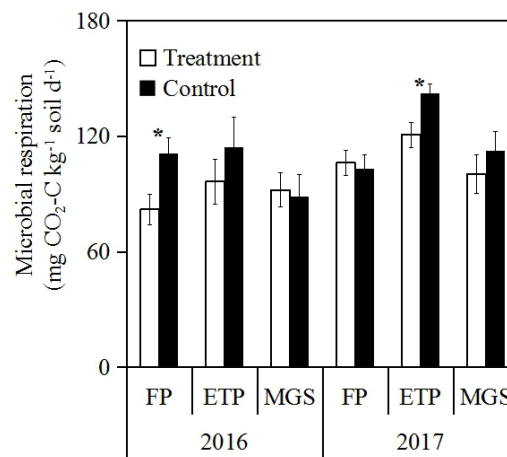 Microbial respiration
(mg CO₂-C kg⁻¹ soil d⁻¹)
180
120
60
0
Treatment
Control
*
*
FP ETP MGS FP ETP MGS
2016 2017